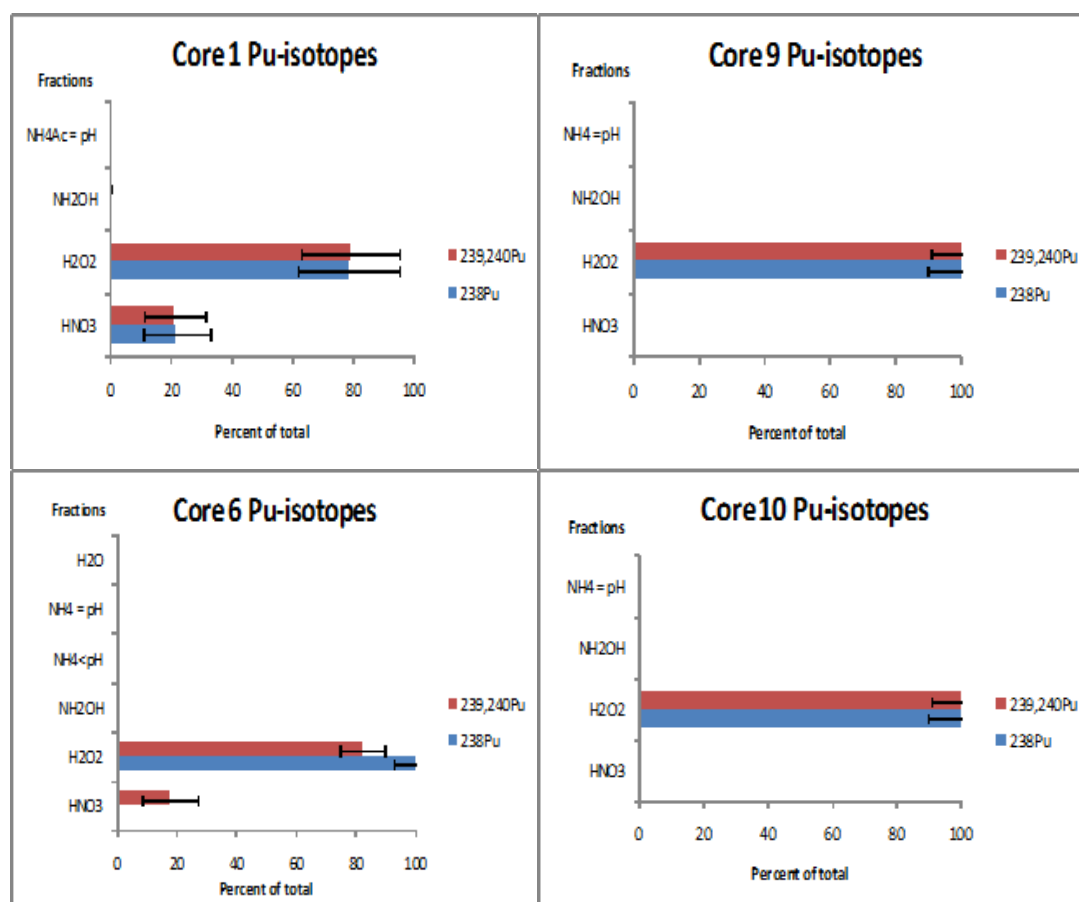 Core 1 Pu-isotopes
Fractions
NH4Ac = pH
NH2OH
H2O2
HNO3
239,240Pu
238Pu
0 20 40 60 80 100
Percent of total
Core 9 Pu-isotopes
Fractions
NH4 =pH
NH2OH
H2O2
HNO3
239,240Pu
238Pu
0 20 40 60 80 100
Percent of total
Core 6 Pu-isotopes
Fractions
H2O
NH4 = pH
NH4<pH
NH2OH
H2O2
HNO3
239,240Pu
238Pu
0 20 40 60 80 100
Percent of total
Core 10 Pu-isotopes
Fractions
NH4 = pH
NH2OH
H2O2
HNO3
239,240Pu
238Pu
0 20 40 60 80 100
Percent of total